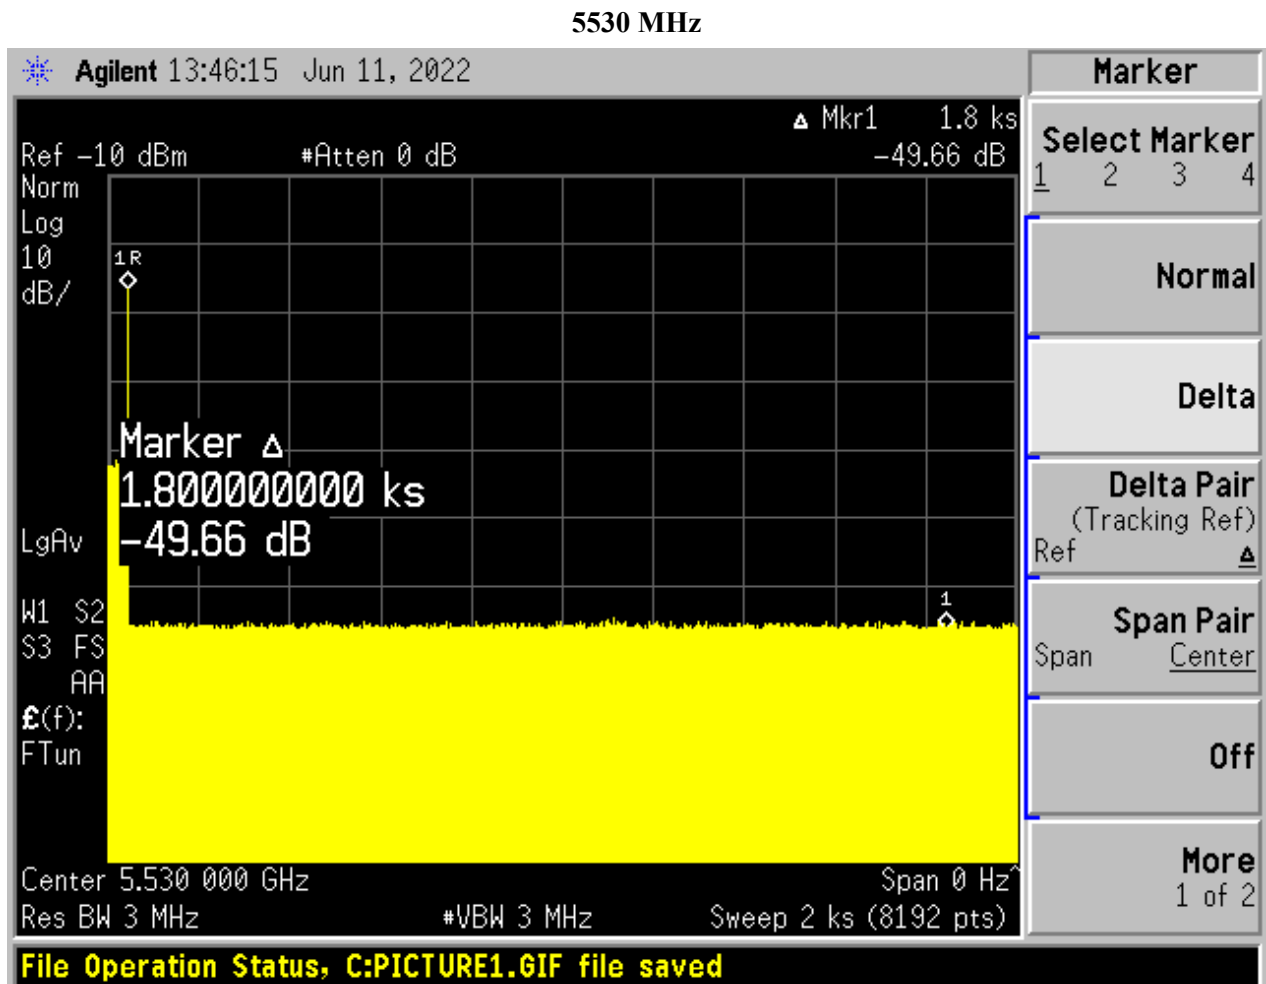 5530 MHz
Agilent 13:46:15 Jun 11, 2022
Marker
Δ Mkr1 1.8 ks
Ref -10 dBm #Atten 0 dB -49.66 dB
Norm
Log
10
dB/
1R
Marker Δ
1.800000000 ks
-49.66 dB
LgAv
1
W1 S2
S3 FS
AA
£(f):
FTun
Center 5.530 000 GHz Span 0 Hz^
Res BW 3 MHz #VBW 3 MHz Sweep 2 ks (8192 pts)
Select Marker
1 2 3 4
Normal
Delta
Delta Pair
(Tracking Ref)
Ref Δ
Span Pair
Span Center
Off
More
1 of 2
File Operation Status, C:PICTURE1.GIF file saved